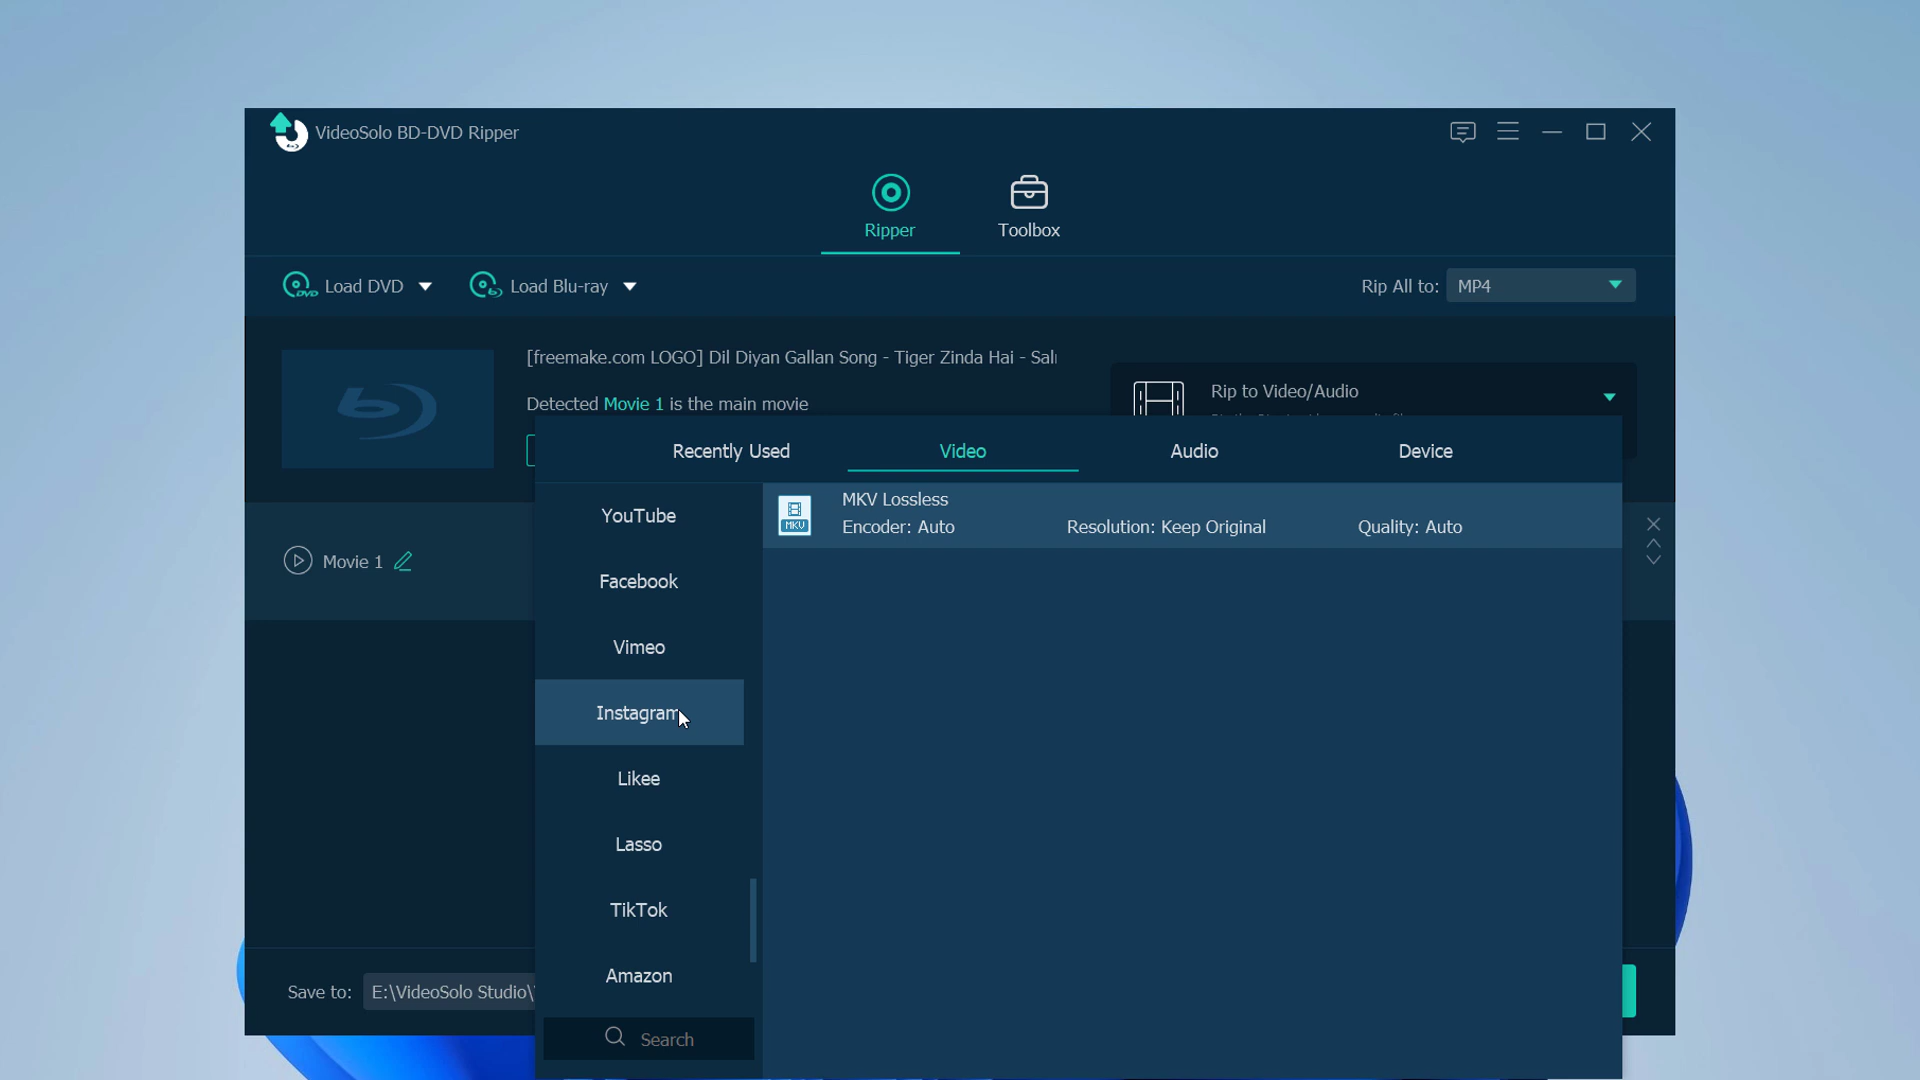 VideoSolo BD-DVD Ripper
Ripper
Toolbox
Load DVD
Load Blu-ray
Rip All to:
MP4
[freemake.com LOGO] Dil Diyan Gallan Song - Tiger Zinda Hai - Sal
Detected Movie 1 is the main movie
Rip to Video/Audio
Recently Used
Video
Audio
Device
YouTube
Facebook
Vimeo
Instagram
Likee
Lasso
TikTok
Amazon
Search
MKV
MKV Lossless
Encoder: Auto
Resolution: Keep Original
Quality: Auto
Movie 1
Save to:
E:\VideoSolo Studio\